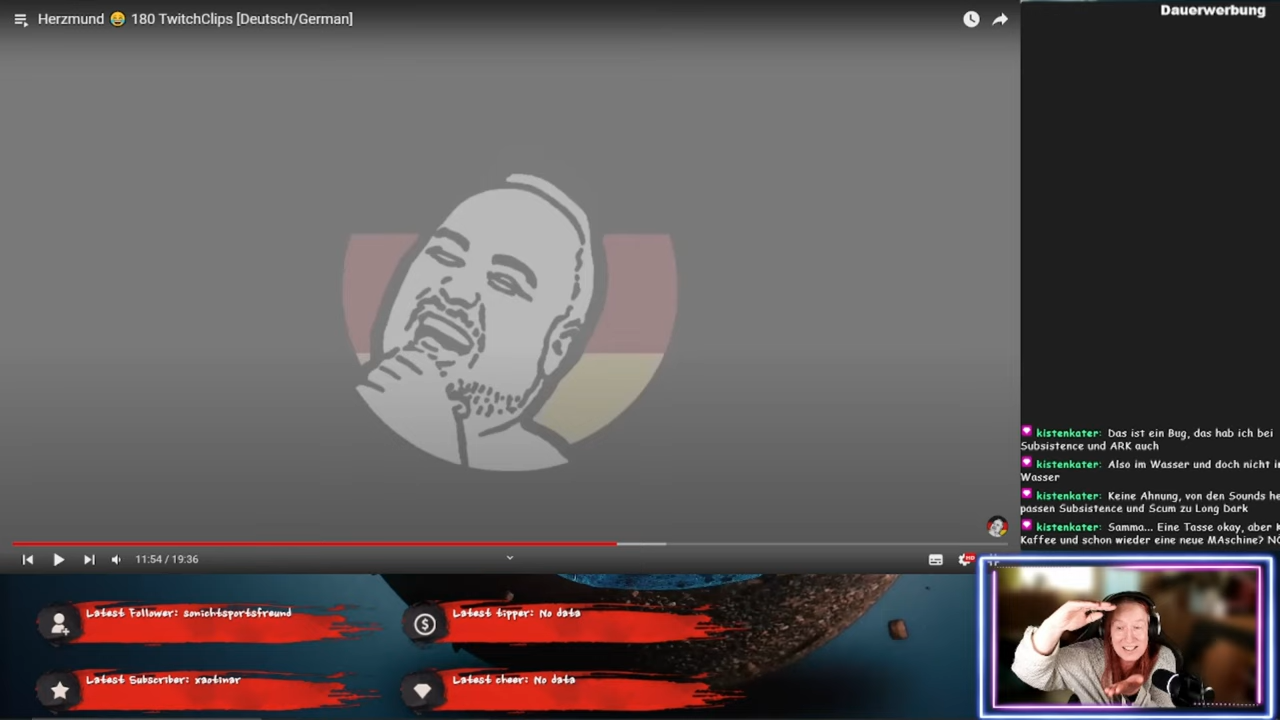 Herzmund 😂 180 TwitchClips [Deutsch/German]
Dauerwerbung
kistenkater: Das ist ein Bug, das hab ich bei
Subsistence und ARK auch
kistenkater: Also im Wasser und doch nicht
Wasser
kistenkater: Keine Ahnung, von den Sounds he
passen Subsistence und Scum zu Long Dark
kistenkater: Samma... Eine Tasse okay, aber
Kaffee und schon wieder eine neue MAschine?
11:54 / 19:36
HD
Latest Follower: sonichtsportsfreund
Latest tipper: No data
Latest Subscriber: xaotinar
Latest cheer: No data